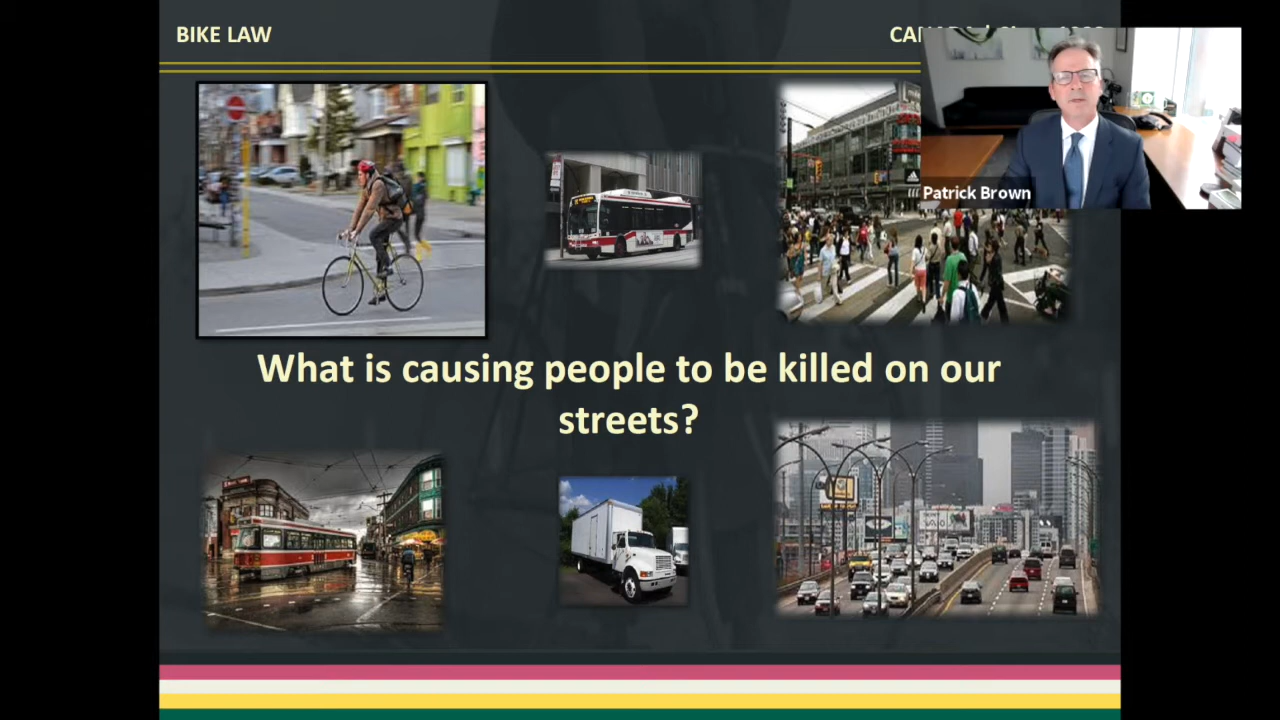 BIKE LAW
Patrick Brown
What is causing people to be killed on our
streets?